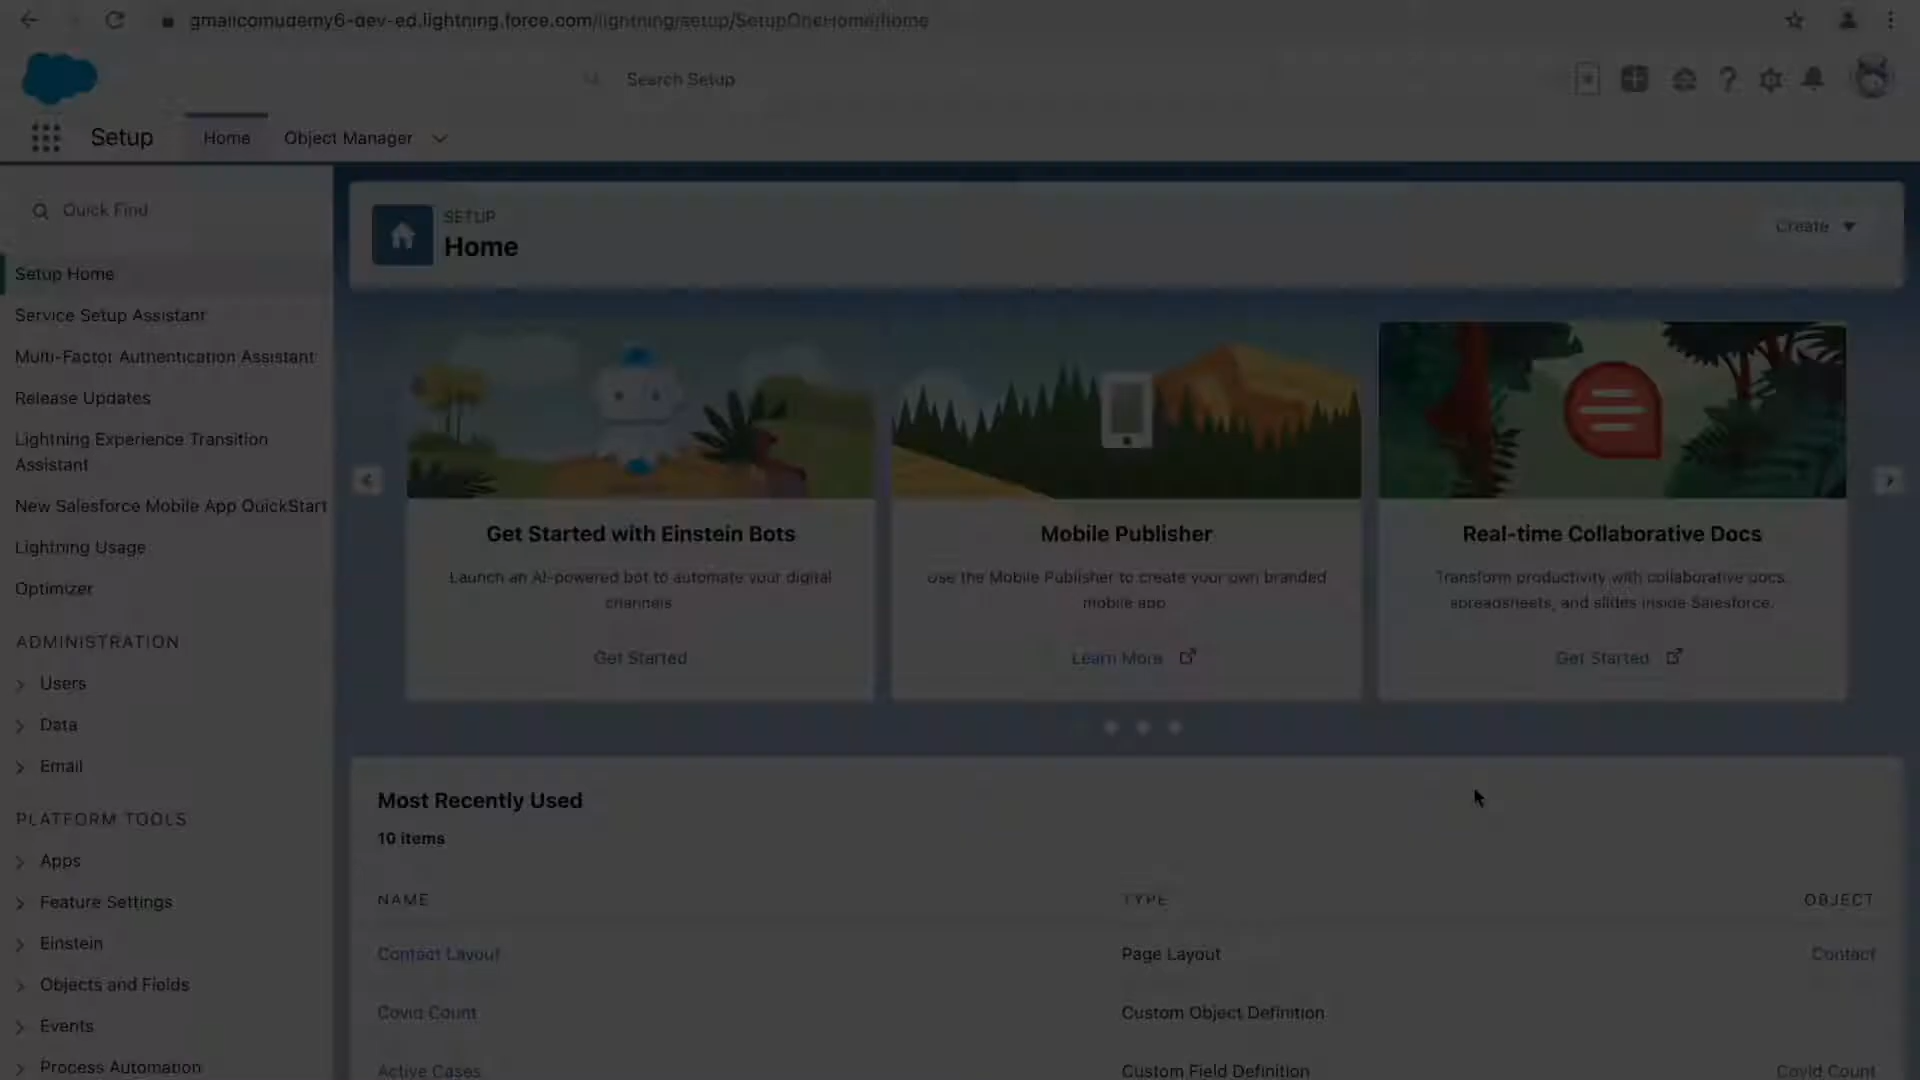 gmailcomudemy6-dev-ed.lightning.force.com/lightning/setup/SetupOneHome/home
Search Setup
Setup
Home
Object Manager
Quick Find
Setup Home
Service Setup Assistant
Multi-Factor Authentication Assistant
Release Updates
Lightning Experience Transition
Assistant
New Salesforce Mobile App QuickStart
Lightning Usage
Optimizer
ADMINISTRATION
Users
Data
Email
PLATFORM TOOLS
Apps
Feature Settings
Einstein
Objects and Fields
Events
Process Automation
SETUP
Home
Create
Get Started with Einstein Bots
Launch an AI-powered bot to automate your digital
channels.
Get Started
Mobile Publisher
Use the Mobile Publisher to create your own branded
mobile app.
Learn More
Real-time Collaborative Docs
Transform productivity with collaborative docs,
spreadsheets, and slides inside Salesforce.
Get Started
Most Recently Used
10 items
NAME TYPE OBJECT
Contact Layout Page Layout Contact
Covid Count Custom Object Definition
Active Cases Custom Field Definition Covid Count